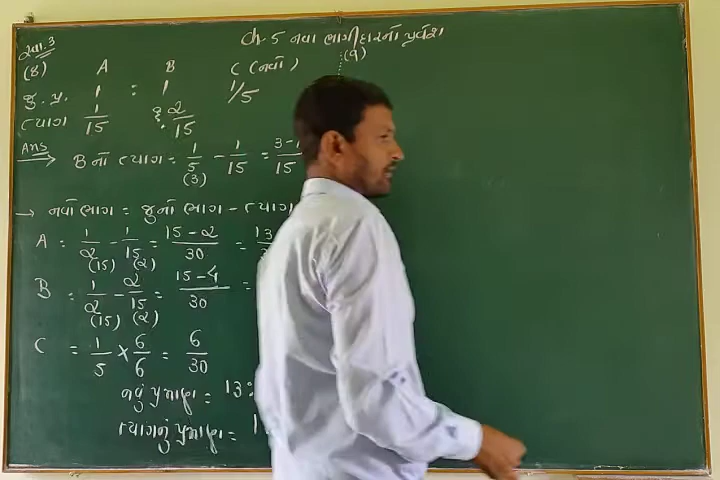 Ch-5 નવા ભાગીદારનો પ્રવેશ
(૧)
સ્વા.3
(૪) A B C (નવો)
જુ. પ્ર. 1 : 1 1/5
ત્યાગ 1/15 : 2/15
Ans → B નો ત્યાગ = 1/5 - 1/15 = 3-1/15
(3)
→ નવો ભાગ = જુનો ભાગ - ત્યાગ
A = 1/2 - 1/15 = 15-2/30 = 13
(15) (2)
B = 1/2 - 2/15 = 15-4/30 =
(15) (2)
C = 1/5 × 6/6 = 6/30
નવું પ્રમાણ = 13:
ત્યાગનું પ્રમાણ = 1